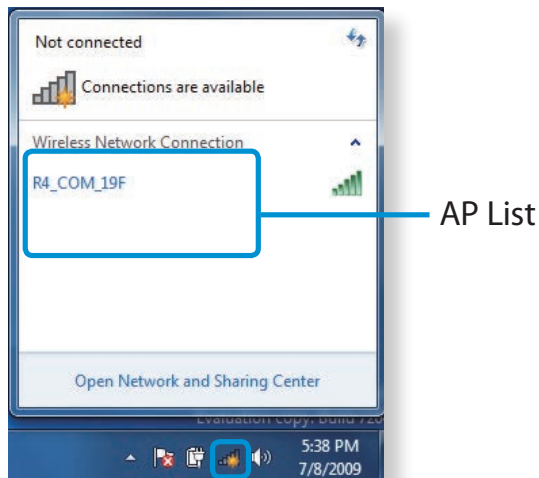 Not connected
Connections are available
Wireless Network Connection
R4_COM_19F
AP List
Open Network and Sharing Center
Evaluation copy. Build 720
5:38 PM
7/8/2009